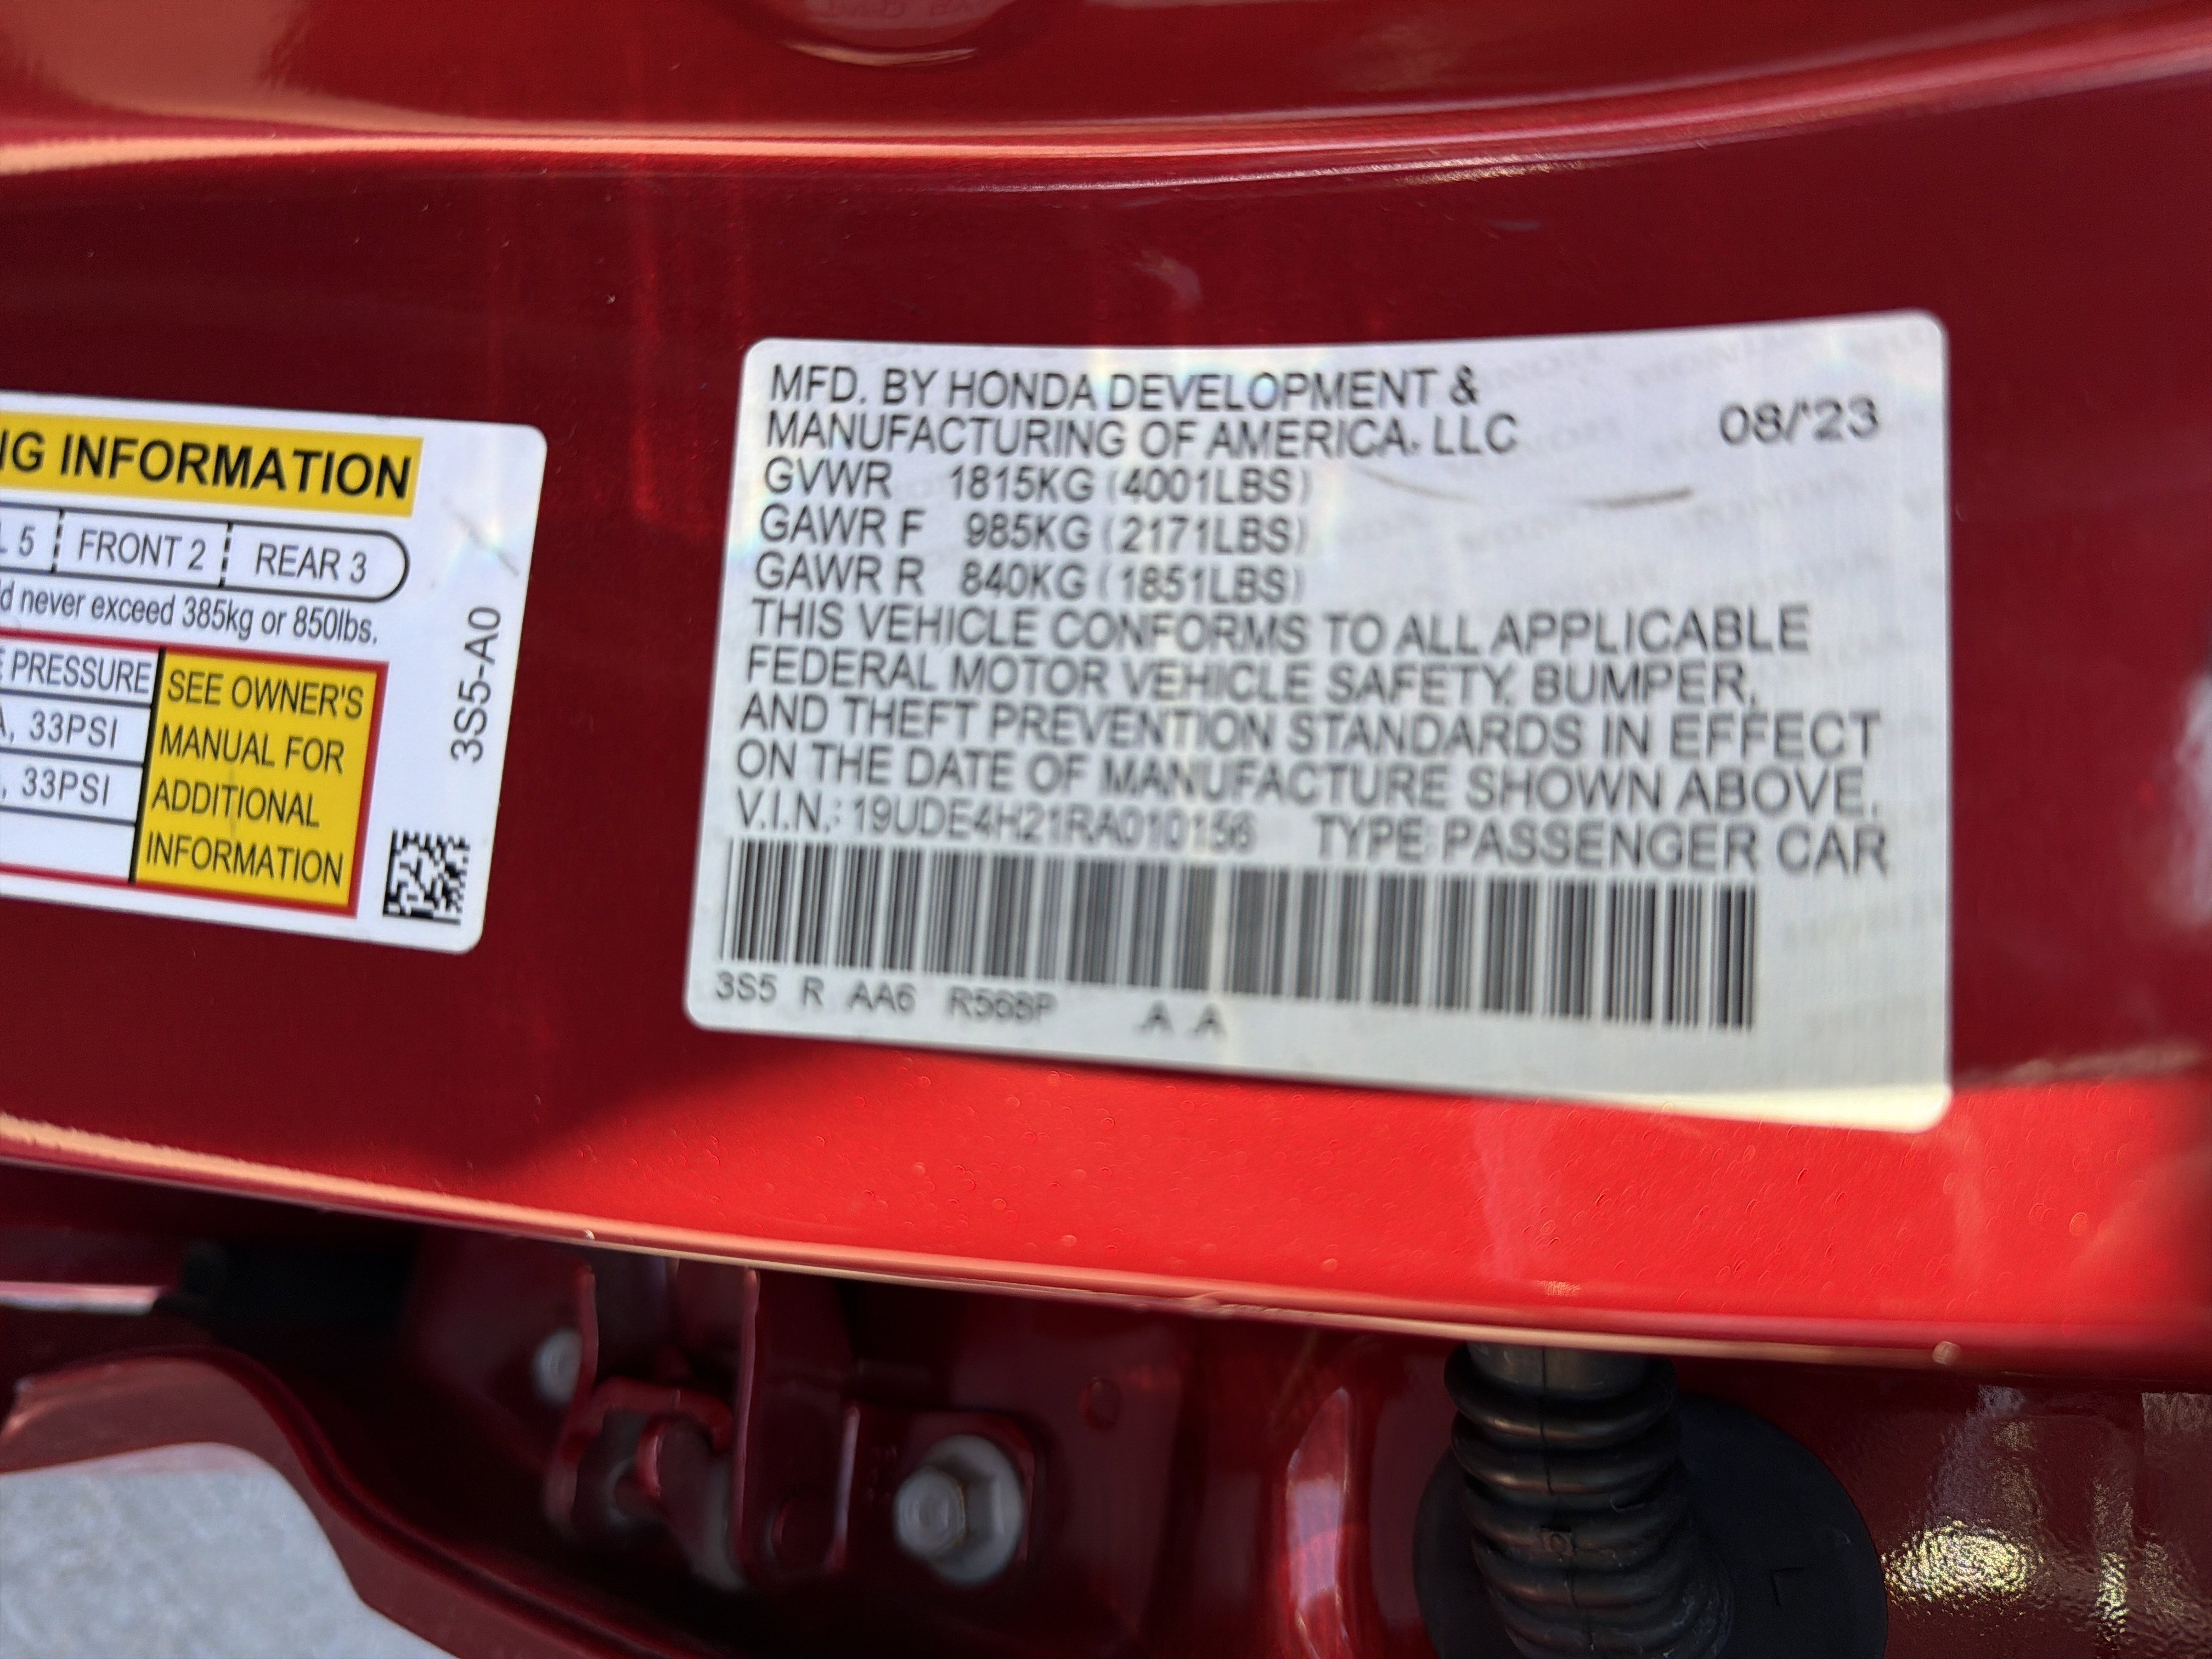 NG INFORMATION
L 5 FRONT 2 REAR 3
d never exceed 385kg or 850lbs.
E PRESSURE
A, 33PSI
, 33PSI
SEE OWNER'S
MANUAL FOR
ADDITIONAL
INFORMATION
3S5-A0
MFD. BY HONDA DEVELOPMENT &
MANUFACTURING OF AMERICA, LLC 08/'23
GVWR 1815KG (4001LBS)
GAWR F 985KG (2171LBS)
GAWR R 840KG (1851LBS)
THIS VEHICLE CONFORMS TO ALL APPLICABLE
FEDERAL MOTOR VEHICLE SAFETY, BUMPER,
AND THEFT PREVENTION STANDARDS IN EFFECT
ON THE DATE OF MANUFACTURE SHOWN ABOVE.
V.I.N.: 19UDE4H21RA010156 TYPE:PASSENGER CAR
3S5 R AA6 R568P A A